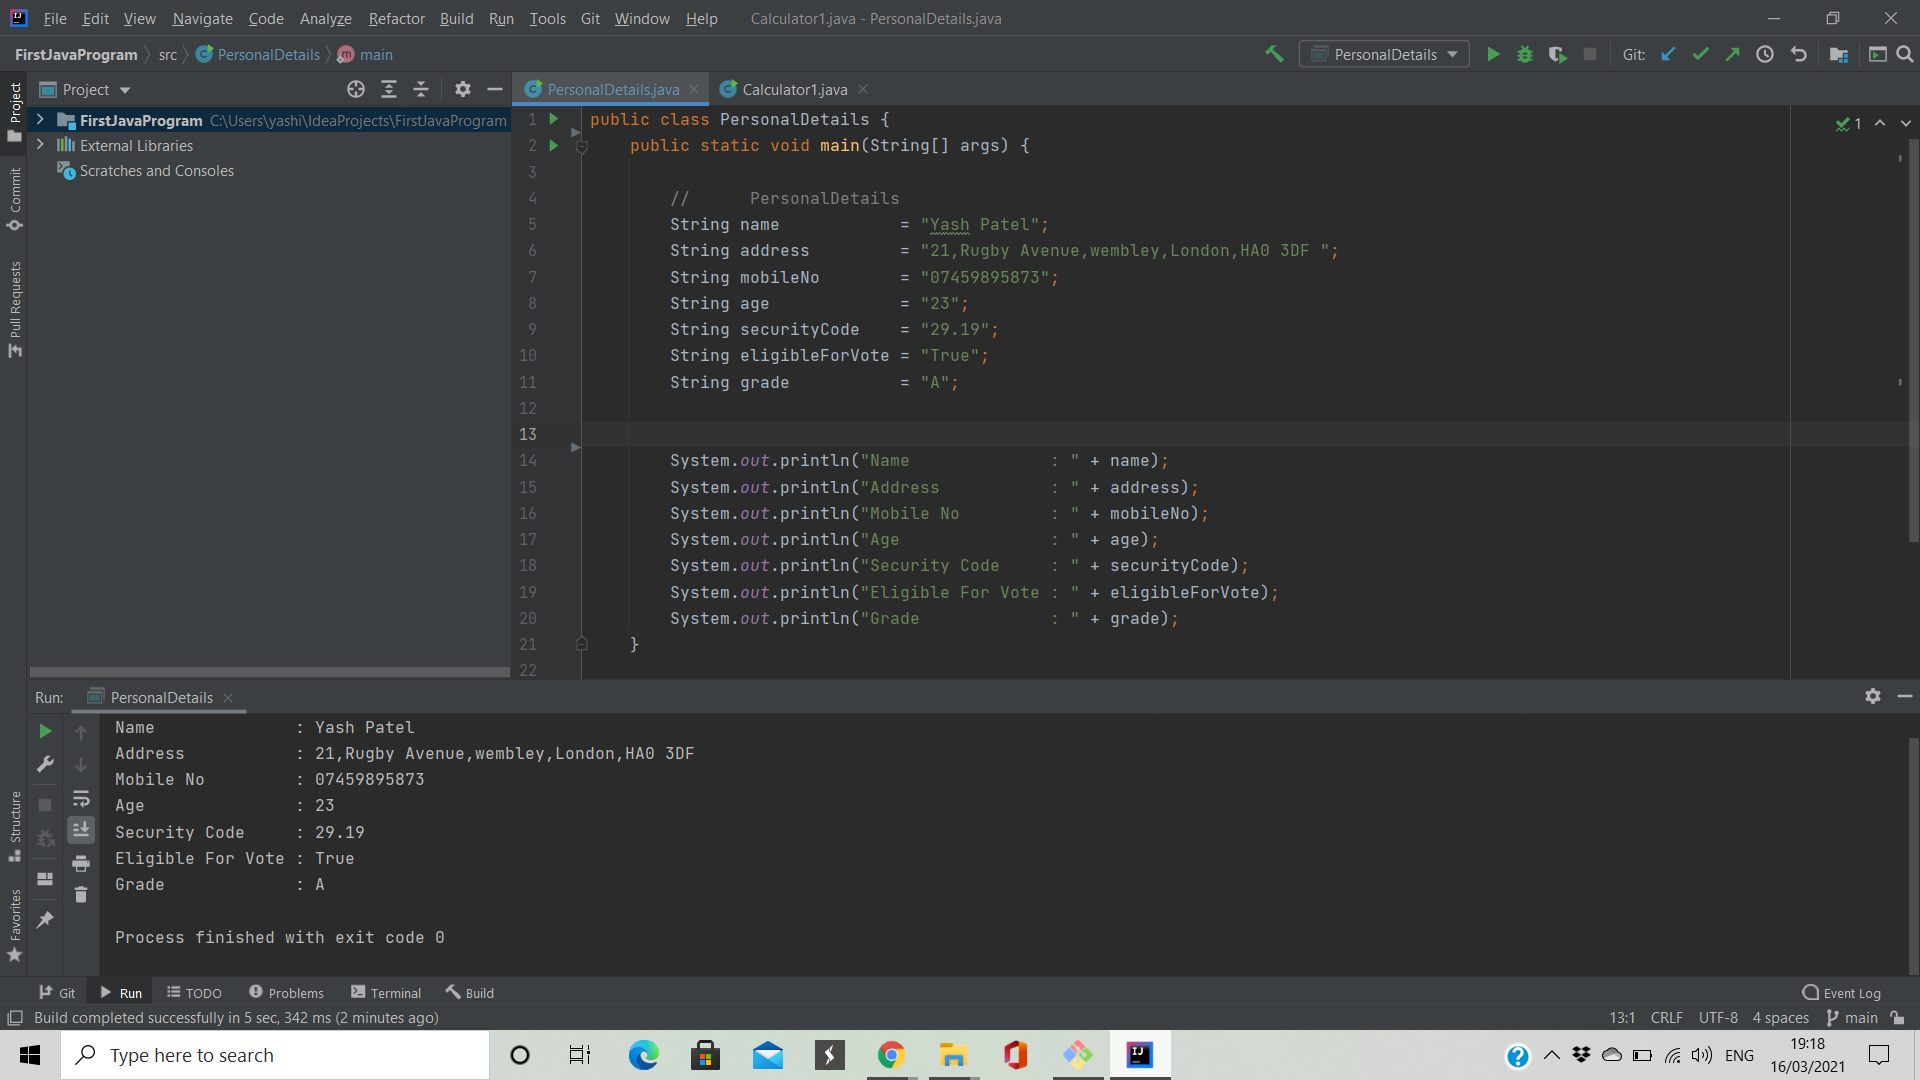 File Edit View Navigate Code Analyze Refactor Build Run Tools Git Window Help Calculator1.java - PersonalDetails.java
FirstJavaProgram src PersonalDetails main
PersonalDetails Git:
Project
PersonalDetails.java Calculator1.java
FirstJavaProgram C:\Users\yashi\IdeaProjects\FirstJavaProgram
External Libraries
Scratches and Consoles
Project
Commit
Pull Requests
Structure
Favorites
1 public class PersonalDetails {
2     public static void main(String[] args) {
3
4         //      PersonalDetails
5         String name            = "Yash Patel";
6         String address         = "21,Rugby Avenue,wembley,London,HA0 3DF ";
7         String mobileNo        = "07459895873";
8         String age             = "23";
9         String securityCode    = "29.19";
10         String eligibleForVote = "True";
11         String grade           = "A";
12
13
14         System.out.println("Name              : " + name);
15         System.out.println("Address           : " + address);
16         System.out.println("Mobile No         : " + mobileNo);
17         System.out.println("Age               : " + age);
18         System.out.println("Security Code     : " + securityCode);
19         System.out.println("Eligible For Vote : " + eligibleForVote);
20         System.out.println("Grade             : " + grade);
21     }
22
1
Run: PersonalDetails
Name              : Yash Patel
Address           : 21,Rugby Avenue,wembley,London,HA0 3DF
Mobile No         : 07459895873
Age               : 23
Security Code     : 29.19
Eligible For Vote : True
Grade             : A
Process finished with exit code 0
Git Run TODO Problems Terminal Build Event Log
Build completed successfully in 5 sec, 342 ms (2 minutes ago) 13:1 CRLF UTF-8 4 spaces main
Type here to search
ENG
19:18
16/03/2021